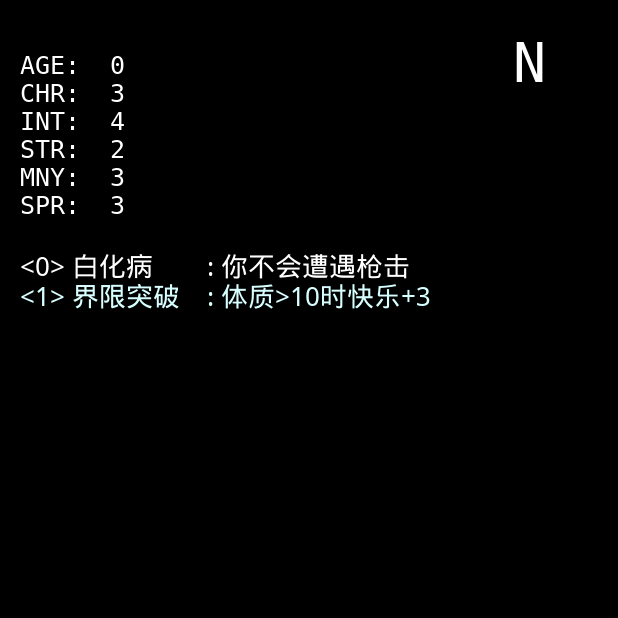 N
AGE: 0
CHR: 3
INT: 4
STR: 2
MNY: 3
SPR: 3
<0> 白化病 : 你不会遭遇枪击
<1> 界限突破 : 体质>10时快乐+3